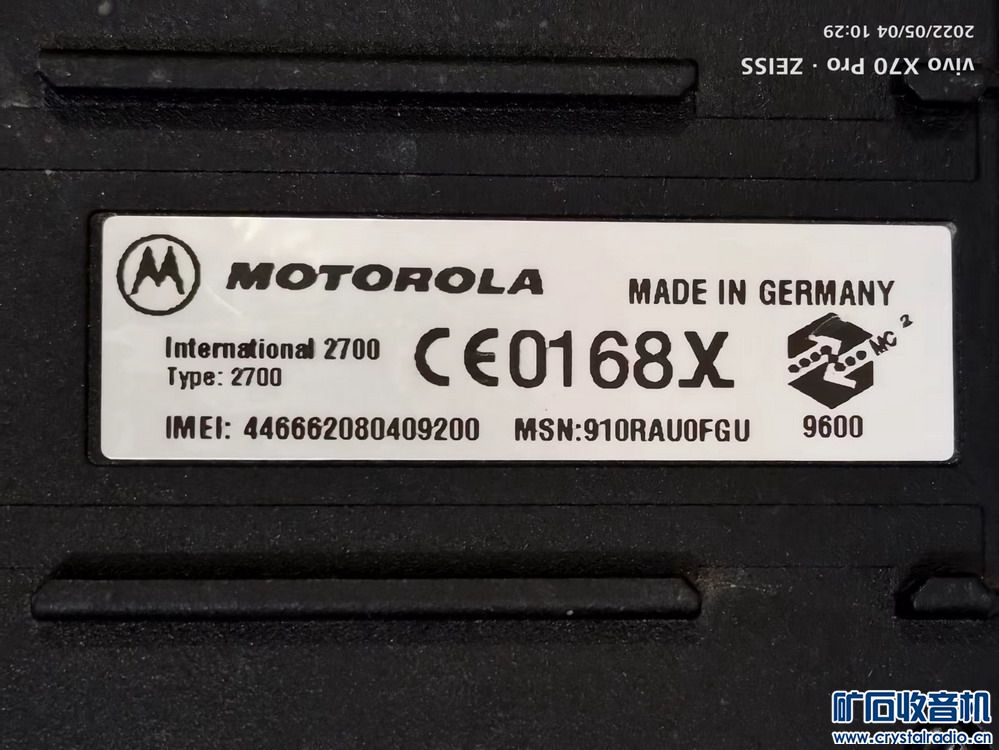 vivo X70 Pro · ZEISS
2022/05/04 10:29
MOTOROLA
MADE IN GERMANY
International 2700
Type: 2700
CE0168X
MC 2
IMEI: 446662080409200 MSN:910RAU0FGU 9600
矿石收音机
www.crystalradio.cn